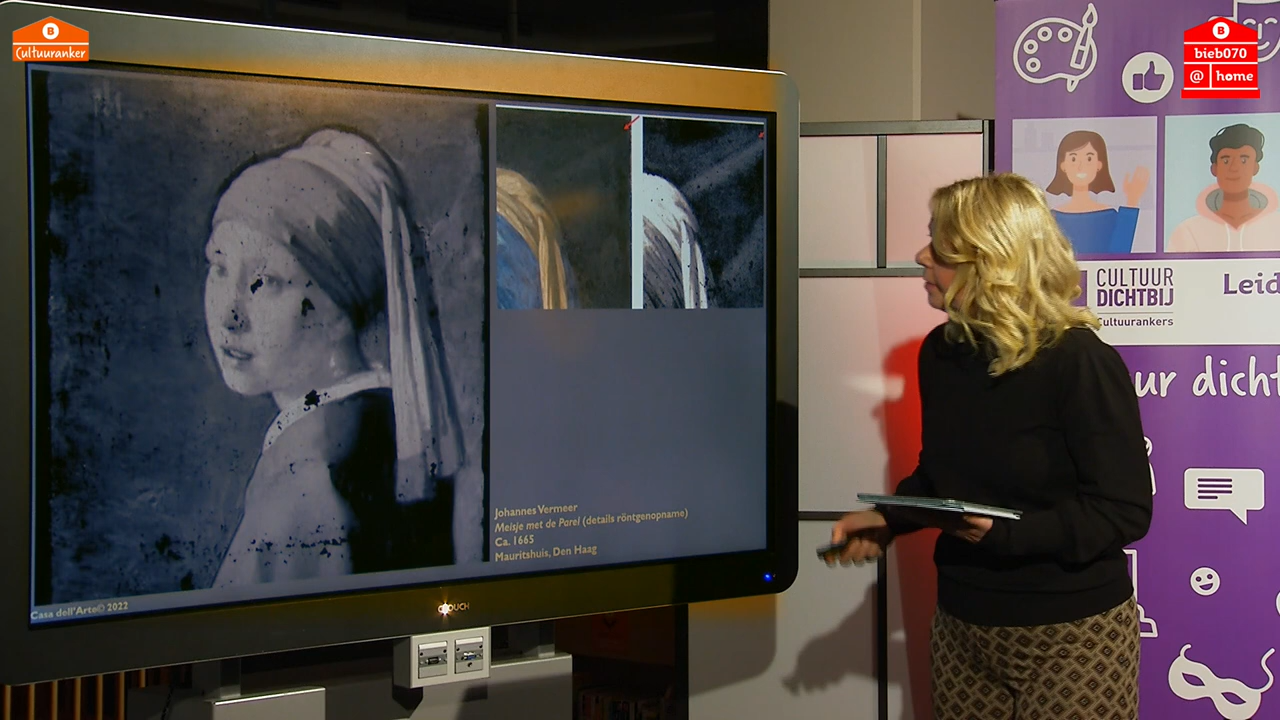 B
Cultuuranker
B
bieb070
@ home
CULTUUR
DICHTBIJ
Cultuurankers
Leid
ur dicht
Johannes Vermeer
Meisje met de Parel (details röntgenopname)
Ca. 1665
Mauritshuis, Den Haag
Casa dell'Arte© 2022
CTOUCH